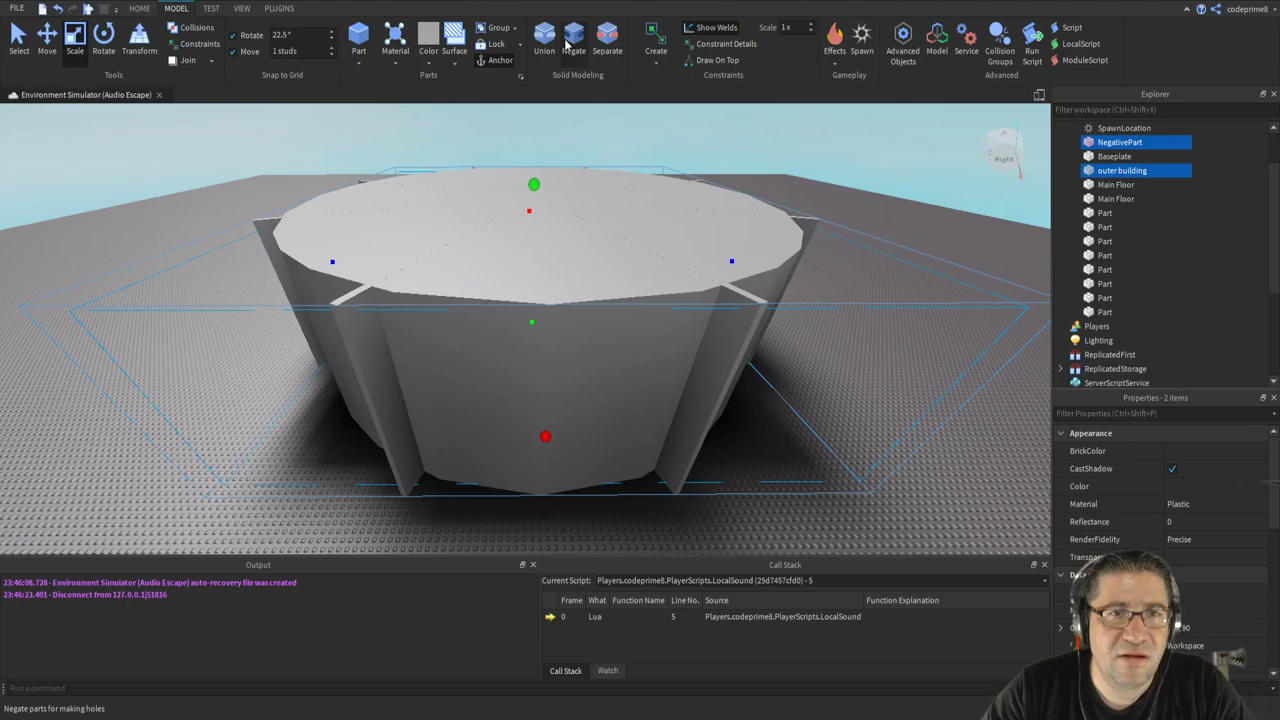 FILE HOME MODEL TEST VIEW PLUGINS codeprime8
Select Move Scale Rotate Transform
Collisions
Constraints
Join
Tools
Rotate 22.5°
Move 1 studs
Snap to Grid
Part Material Color Surface
Group
Lock
Anchor
Parts
Union Negate Separate
Solid Modeling
Create
Show Welds Scale 1x
Constraint Details
Draw On Top
Constraints
Effects Spawn
Gameplay
Advanced Objects Model Service Collision Groups Run Script
Script
LocalScript
ModuleScript
Advanced
Environment Simulator (Audio Escape)
Right
Explorer
Filter workspace (Ctrl+Shift+X)
SpawnLocation
NegativePart
Baseplate
outer building
Main Floor
Main Floor
Part
Part
Part
Part
Part
Part
Part
Part
Players
Lighting
ReplicatedFirst
ReplicatedStorage
ServerScriptService
Properties - 2 items
Filter Properties (Ctrl+Shift+P)
Appearance
BrickColor
CastShadow
Color
Material Plastic
Reflectance 0
RenderFidelity Precise
Output
23:46:08.728 - Environment Simulator (Audio Escape) auto-recovery file was created
23:46:23.401 - Disconnect from 127.0.0.1|51816
Call Stack
Current Script: Players.codeprime8.PlayerScripts.LocalSound (25d7457cfd0) - 5
Frame What Function Name Line No. Source Function Explanation
0 Lua 5 Players.codeprime8.PlayerScripts.LocalSound
Call Stack Watch
Run a command
Negate parts for making holes